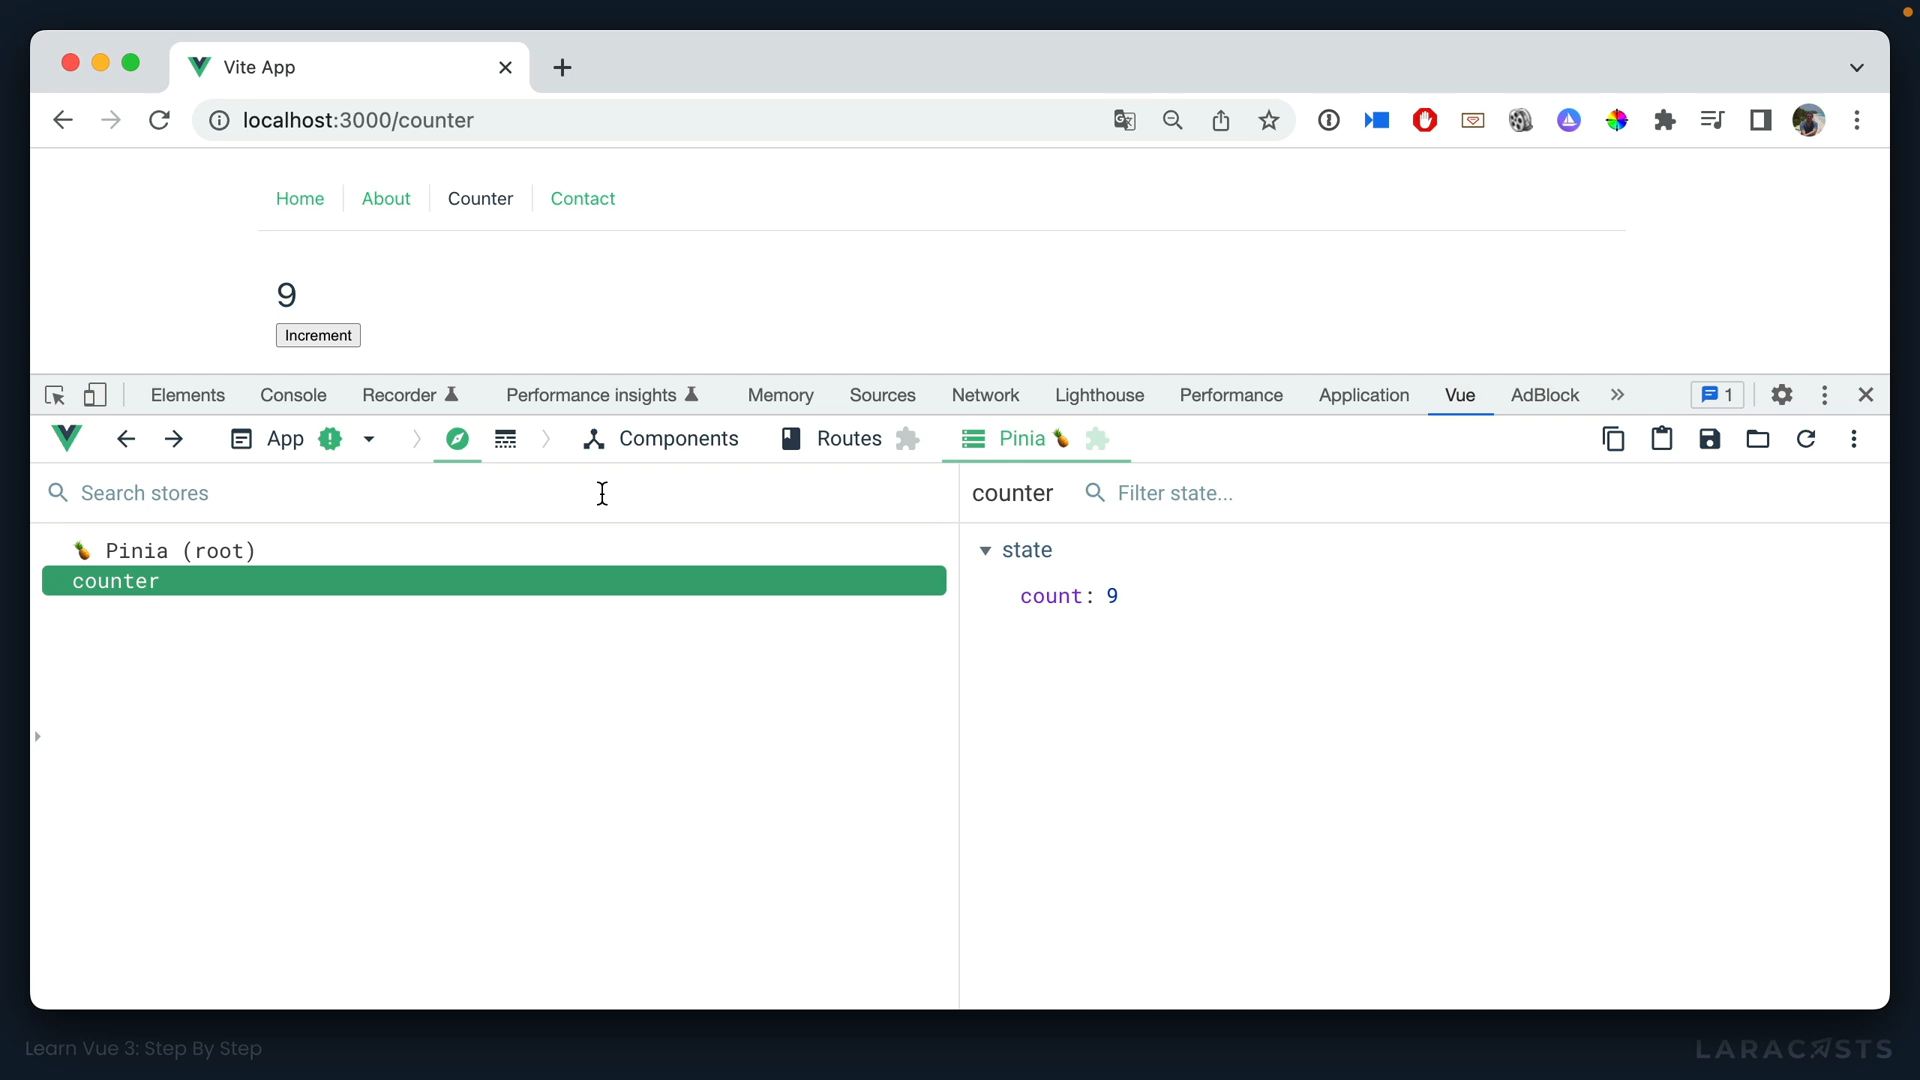 Vite App
localhost:3000/counter
Home About Counter Contact
9
Increment
Elements Console Recorder Performance insights Memory Sources Network Lighthouse Performance Application Vue AdBlock 1
App Components Routes Pinia 🍍
Search stores
counter Filter state...
🍍 Pinia (root)
counter
state
count: 9
Learn Vue 3: Step By Step
LARACASTS